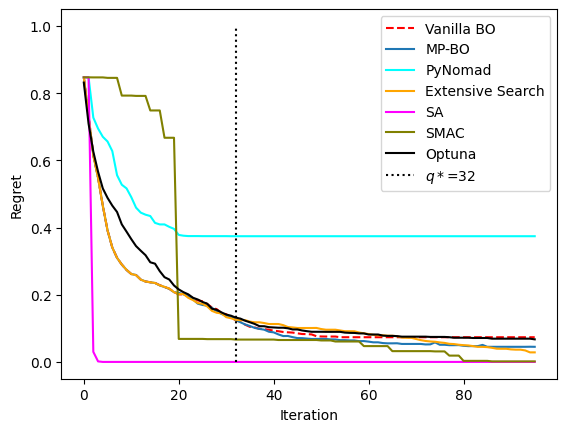 1.0
0.8
0.6
0.4
0.2
0.0
Regret
0
20
40
60
80
Iteration
Vanilla BO
MP-BO
PyNomad
Extensive Search
SA
SMAC
Optuna
q*=32